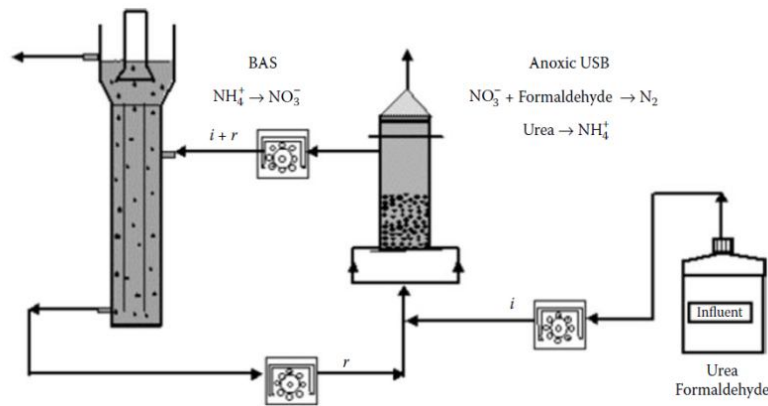 BAS
NH₄⁺ → NO₃⁻
Anoxic USB
NO₃⁻ + Formaldehyde → N₂
Urea → NH₄⁺
i + r
i
Influent
r
Urea
Formaldehyde